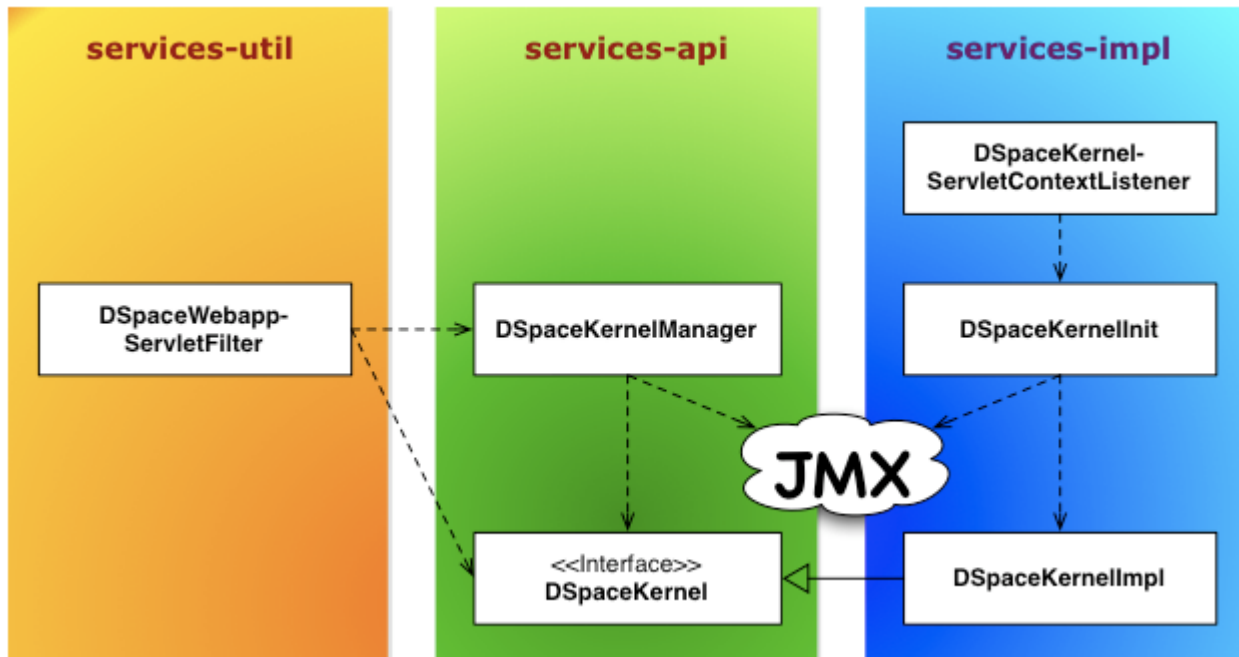 services-util
services-api
services-impl
DSpaceKernel-
ServletContextListener
DSpaceWebapp-
ServletFilter
DSpaceKernelManager
DSpaceKernelInit
JMX
<<Interface>>
DSpaceKernel
DSpaceKernelImpl